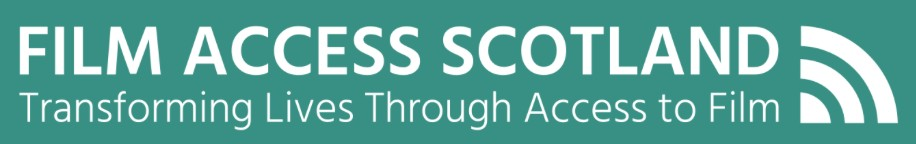 FILM ACCESS SCOTLAND
Transforming Lives Through Access to Film